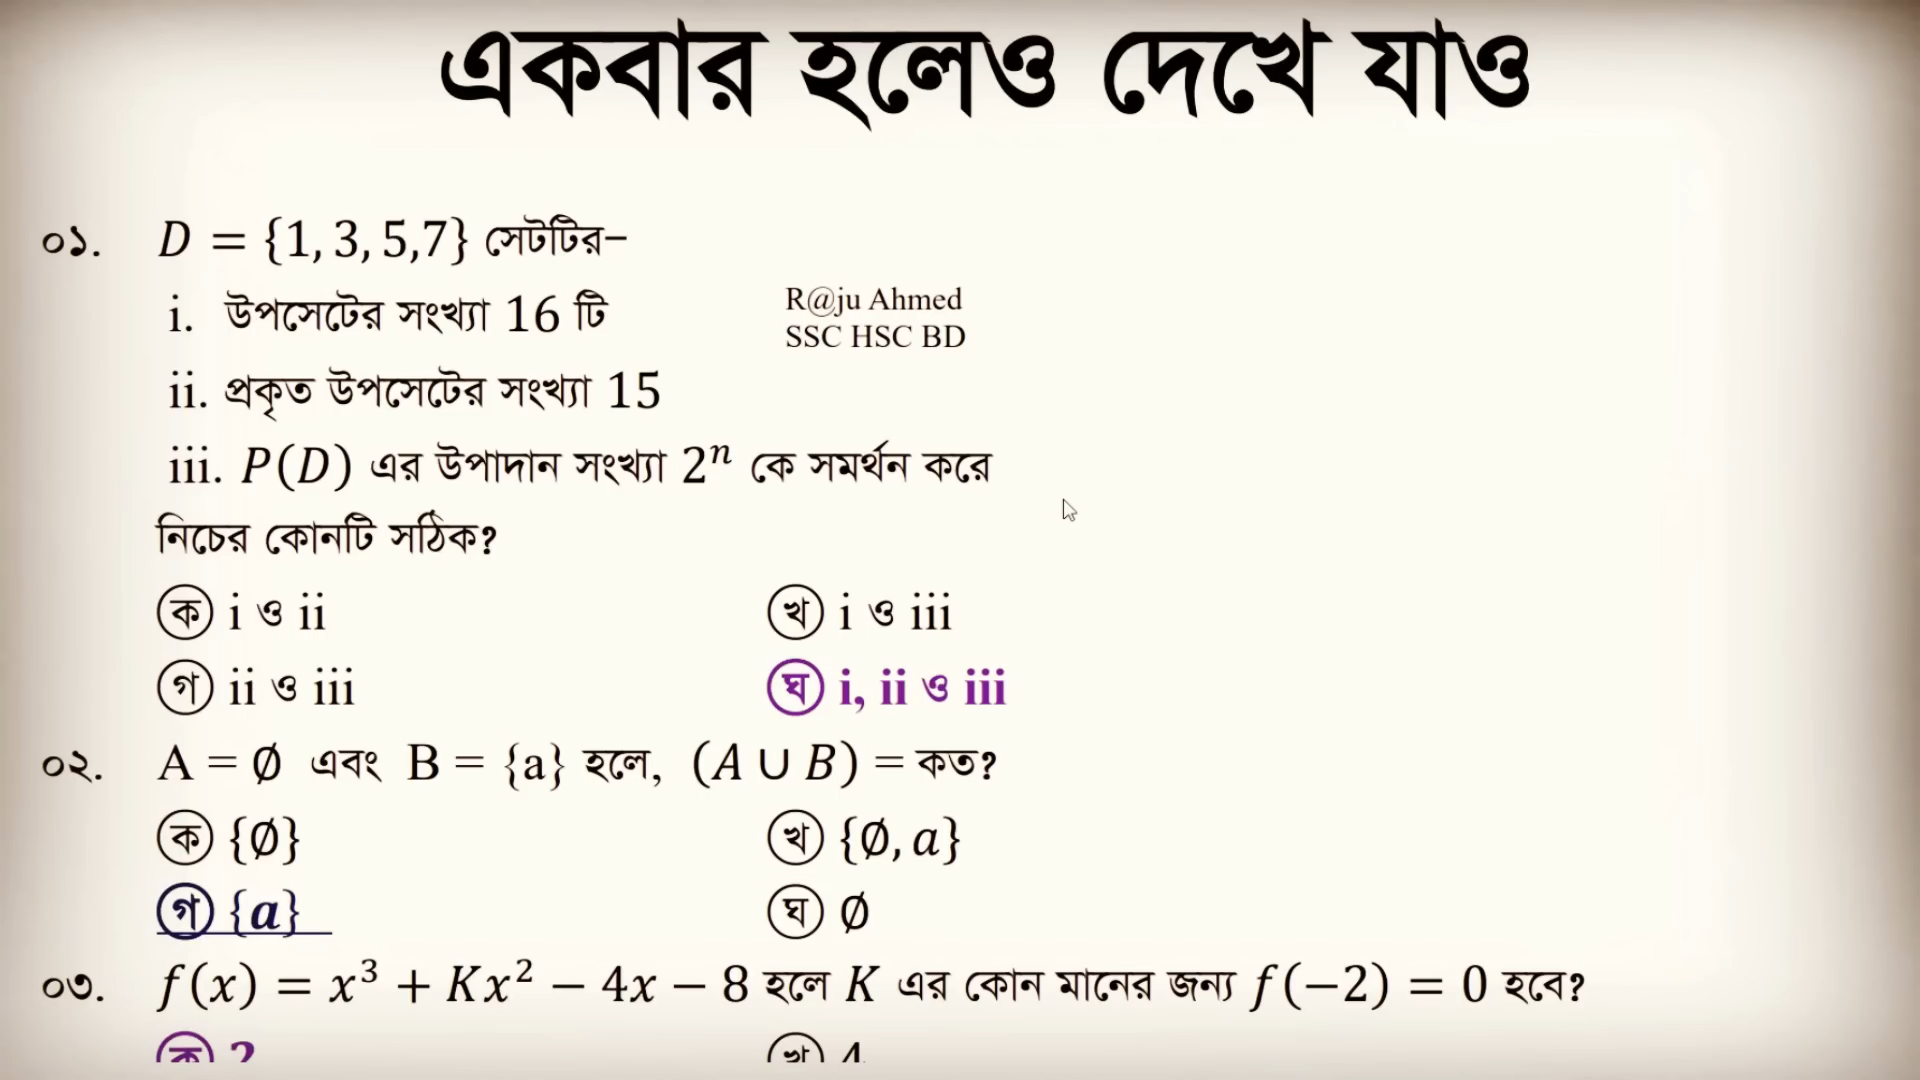 একবার হলেও দেখে যাও
০১. D = {1, 3, 5,7} সেটটির–
i. উপসেটের সংখ্যা 16 টি
R@ju Ahmed
SSC HSC BD
ii. প্রকৃত উপসেটের সংখ্যা 15
iii. P(D) এর উপাদান সংখ্যা 2ⁿ কে সমর্থন করে
নিচের কোনটি সঠিক?
ক i ও ii খ i ও iii
গ ii ও iii ঘ i, ii ও iii
০২. A = ∅ এবং B = {a} হলে, (A ∪ B) = কত?
ক {∅} খ {∅, a}
গ {a} ঘ ∅
০৩. f(x) = x³ + Kx² − 4x − 8 হলে K এর কোন মানের জন্য f(−2) = 0 হবে?
ক 2 খ 4